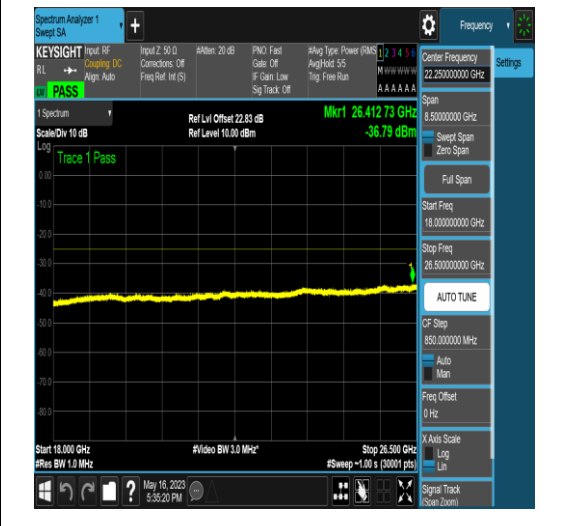 Spectrum Analyzer 1
Swept SA
+
Frequency
KEYSIGHT
RL
Input: RF
Coupling: DC
Align: Auto
Input Z: 50 Ω
Corrections: Off
Freq Ref: Int (S)
#Atten: 20 dB
PNO: Fast
Gate: Off
IF Gain: Low
Sig Track: Off
#Avg Type: Power (RMS
Avg|Hold: 5/5
Trig: Free Run
1 2 3 4 5 6
M w w w w w
A A A A A A
PASS
1 Spectrum
Scale/Div 10 dB
Ref Lvl Offset 22.83 dB
Ref Level 10.00 dBm
Mkr1 26.412 73 GHz
-36.79 dBm
Log
Trace 1 Pass
0.00
-10.0
-20.0
-30.0
-40.0
-50.0
-60.0
-70.0
-80.0
1
Start 18.000 GHz
#Res BW 1.0 MHz
#Video BW 3.0 MHz*
Stop 26.500 GHz
#Sweep ~1.00 s (30001 pts)
?
May 16, 2023
5:35:20 PM
Settings
Center Frequency
22.250000000 GHz
Span
8.50000000 GHz
Swept Span
Zero Span
Full Span
Start Freq
18.000000000 GHz
Stop Freq
26.500000000 GHz
AUTO TUNE
CF Step
850.000000 MHz
Auto
Man
Freq Offset
0 Hz
X Axis Scale
Log
Lin
Signal Track
(Span Zoom)